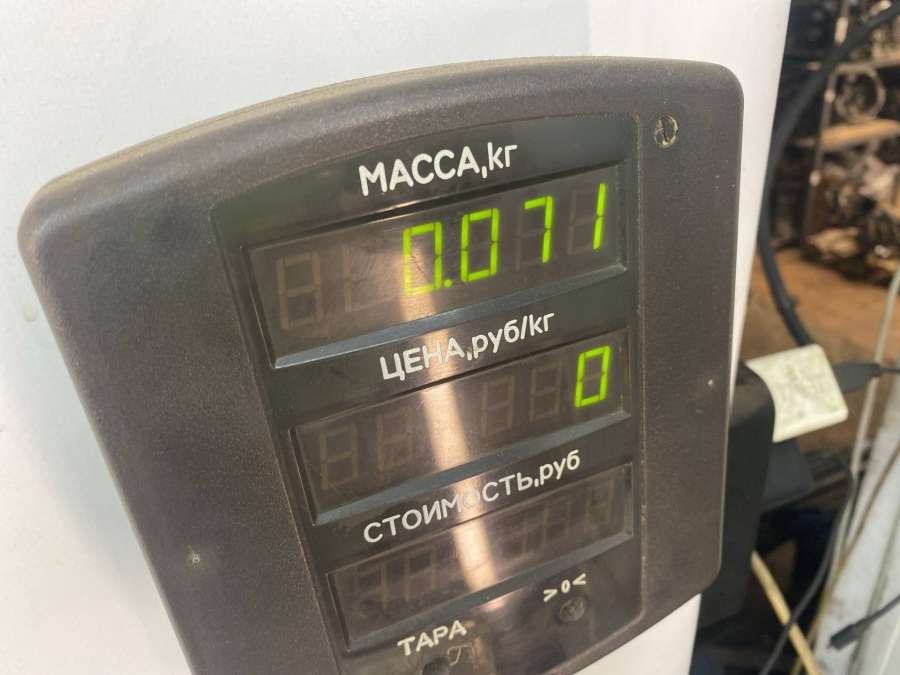 МАССА,кг
0.071
ЦЕНА,руб/кг
0
СТОИМОСТЬ,руб
>0<
ТАРА